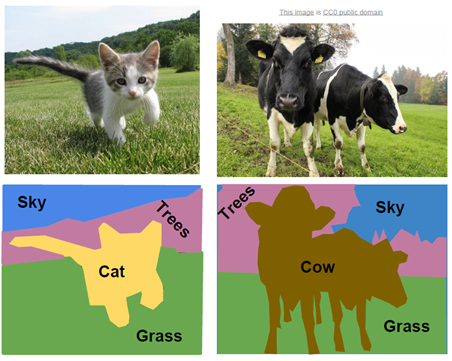 This image is CC0 public domain
Sky
Trees
Cat
Grass
Trees
Sky
Cow
Grass